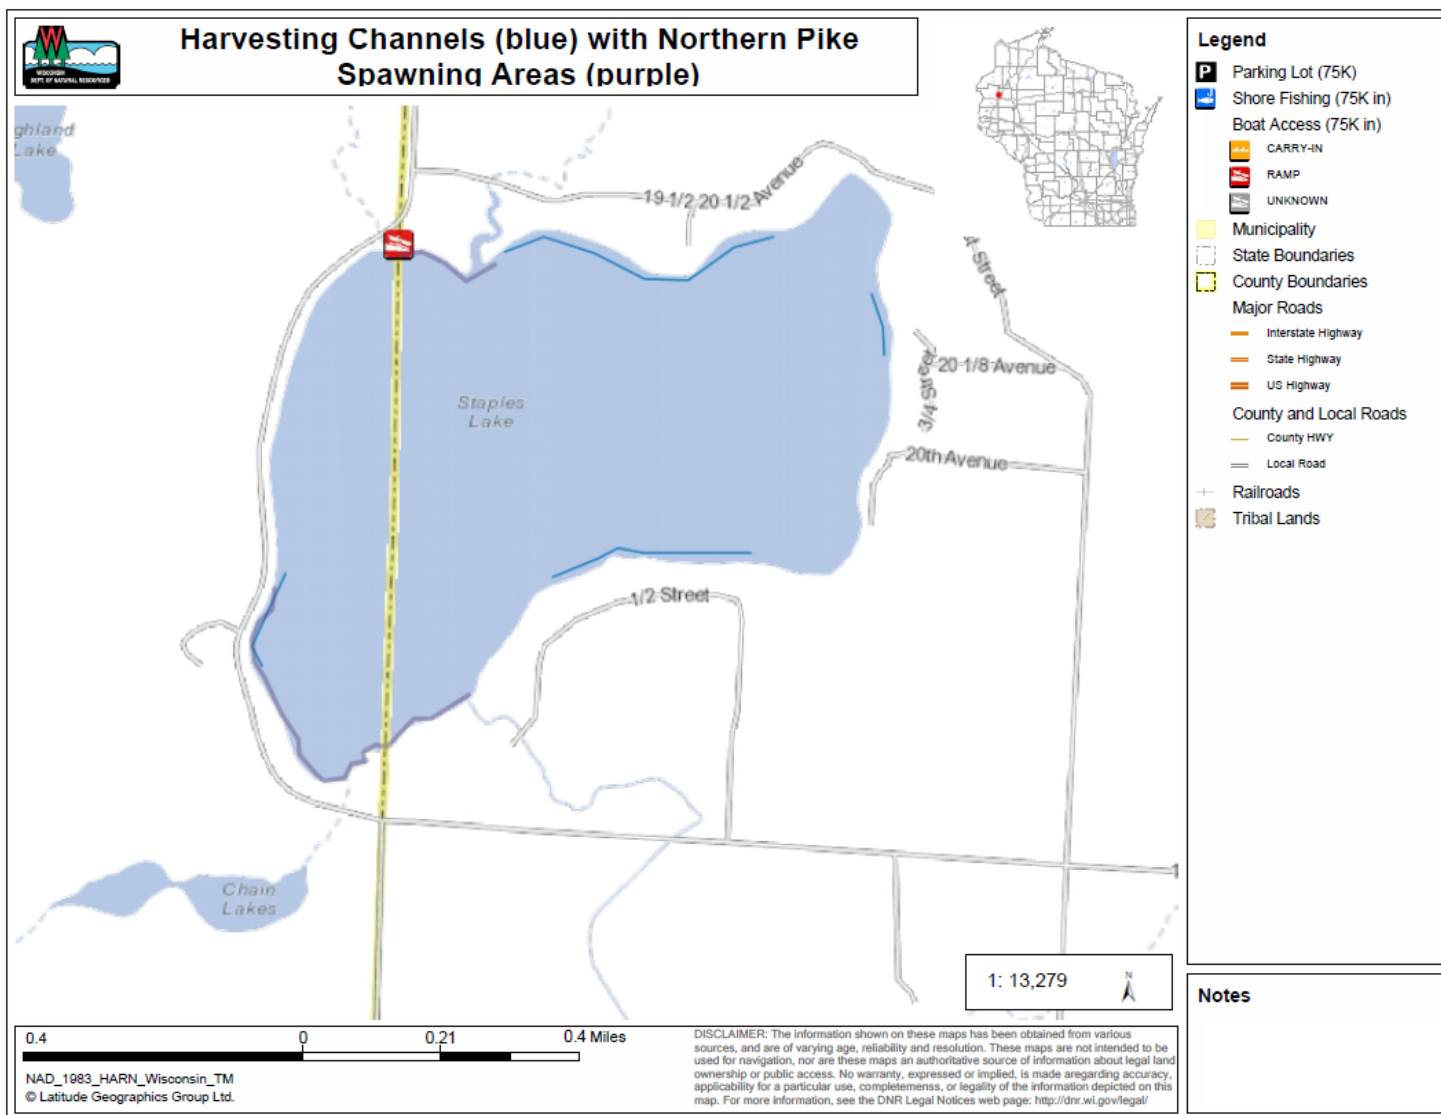 WISCONSIN
DEPT. OF NATURAL RESOURCES
Harvesting Channels (blue) with Northern Pike
Spawning Areas (purple)
ghland
Lake
19 1/2 20 1/2 Avenue
st Street
20 1/8 Avenue
3/4 Street
20th Avenue
Staples
Lake
1/2 Street
Chain
Lakes
1: 13,279
N
Legend
P Parking Lot (75K)
Shore Fishing (75K in)
Boat Access (75K in)
CARRY-IN
RAMP
UNKNOWN
Municipality
State Boundaries
County Boundaries
Major Roads
Interstate Highway
State Highway
US Highway
County and Local Roads
County HWY
Local Road
Railroads
Tribal Lands
Notes
0.4 0 0.21 0.4 Miles
NAD_1983_HARN_Wisconsin_TM
© Latitude Geographics Group Ltd.
DISCLAIMER: The information shown on these maps has been obtained from various
sources, and are of varying age, reliability and resolution. These maps are not intended to be
used for navigation, nor are these maps an authoritative source of information about legal land
ownership or public access. No warranty, expressed or implied, is made aregarding accuracy,
applicability for a particular use, completemenss, or legality of the information depicted on this
map. For more information, see the DNR Legal Notices web page: http://dnr.wi.gov/legal/